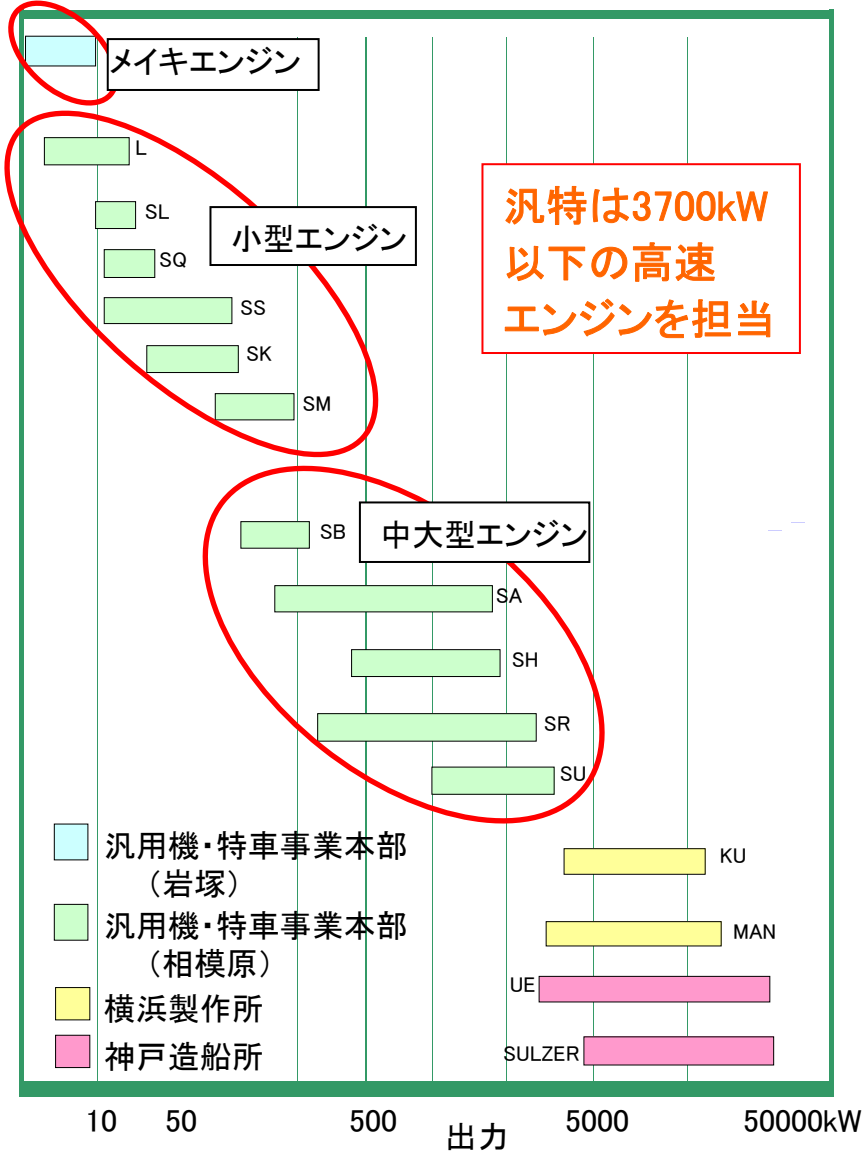 メイキエンジン
L
SL
SQ
SS
SK
SM
小型エンジン
汎特は3700kW
以下の高速
エンジンを担当
SB
中大型エンジン
SA
SH
SR
SU
KU
MAN
UE
SULZER
汎用機・特車事業本部
（岩塚）
汎用機・特車事業本部
（相模原）
横浜製作所
神戸造船所
10 50 500 5000 50000kW
出力